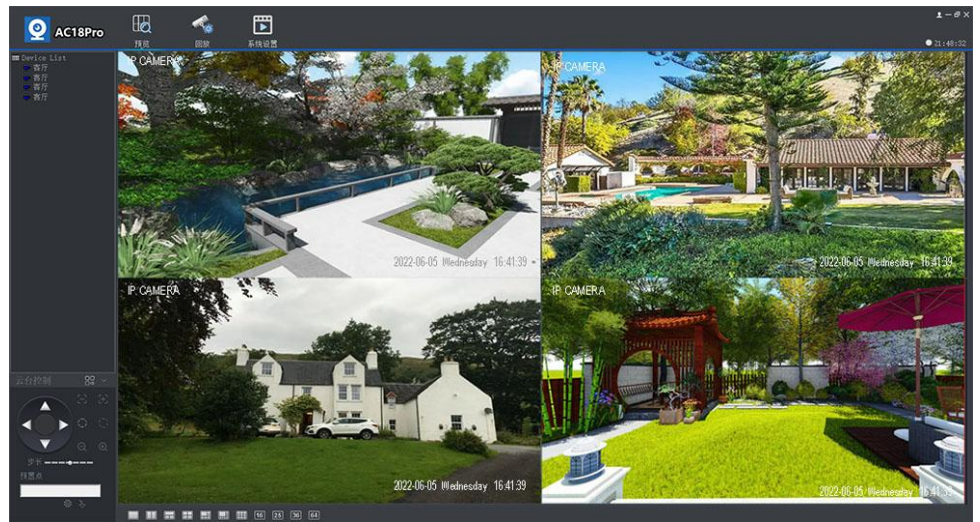 AC18Pro
预览
回放
系统设置
21:48:32
Device List
客厅
客厅
客厅
客厅
IP CAMERA
IP CAMERA
2022-06-05 Wednesday 16:41:39
2022-06-05 Wednesday 16:41:39
IP CAMERA
IP CAMERA
2022-06-05 Wednesday 16:41:39
2022-06-05 Wednesday 16:41:39
云台控制
步长
预置点
16 25 36 64